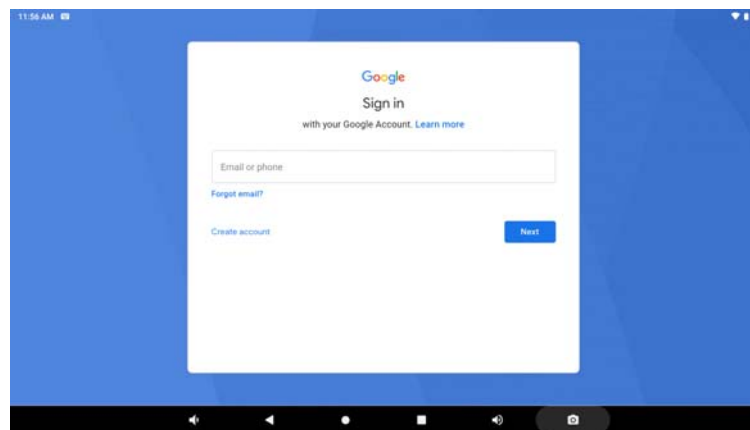 11:56 AM
Google
Sign in
with your Google Account. Learn more
Email or phone
Forgot email?
Create account
Next